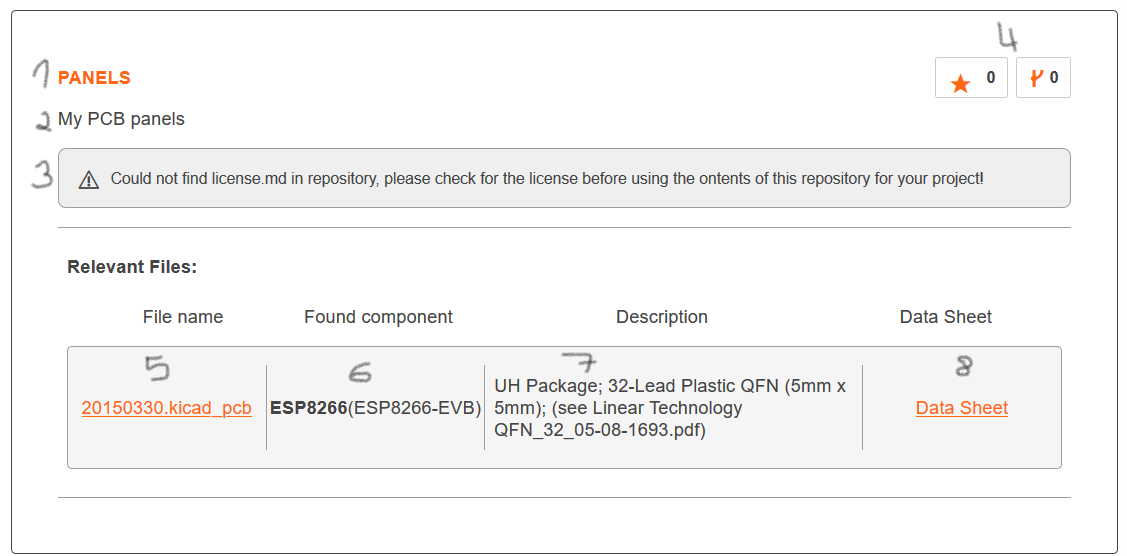 4
1 PANELS
0 0
2 My PCB panels
3 Could not find license.md in repository, please check for the license before using the ontents of this repository for your project!
Relevant Files:
File name Found component Description Data Sheet
5 6 7 8
20150330.kicad_pcb
ESP8266(ESP8266-EVB)
UH Package; 32-Lead Plastic QFN (5mm x
5mm); (see Linear Technology
QFN_32_05-08-1693.pdf)
Data Sheet